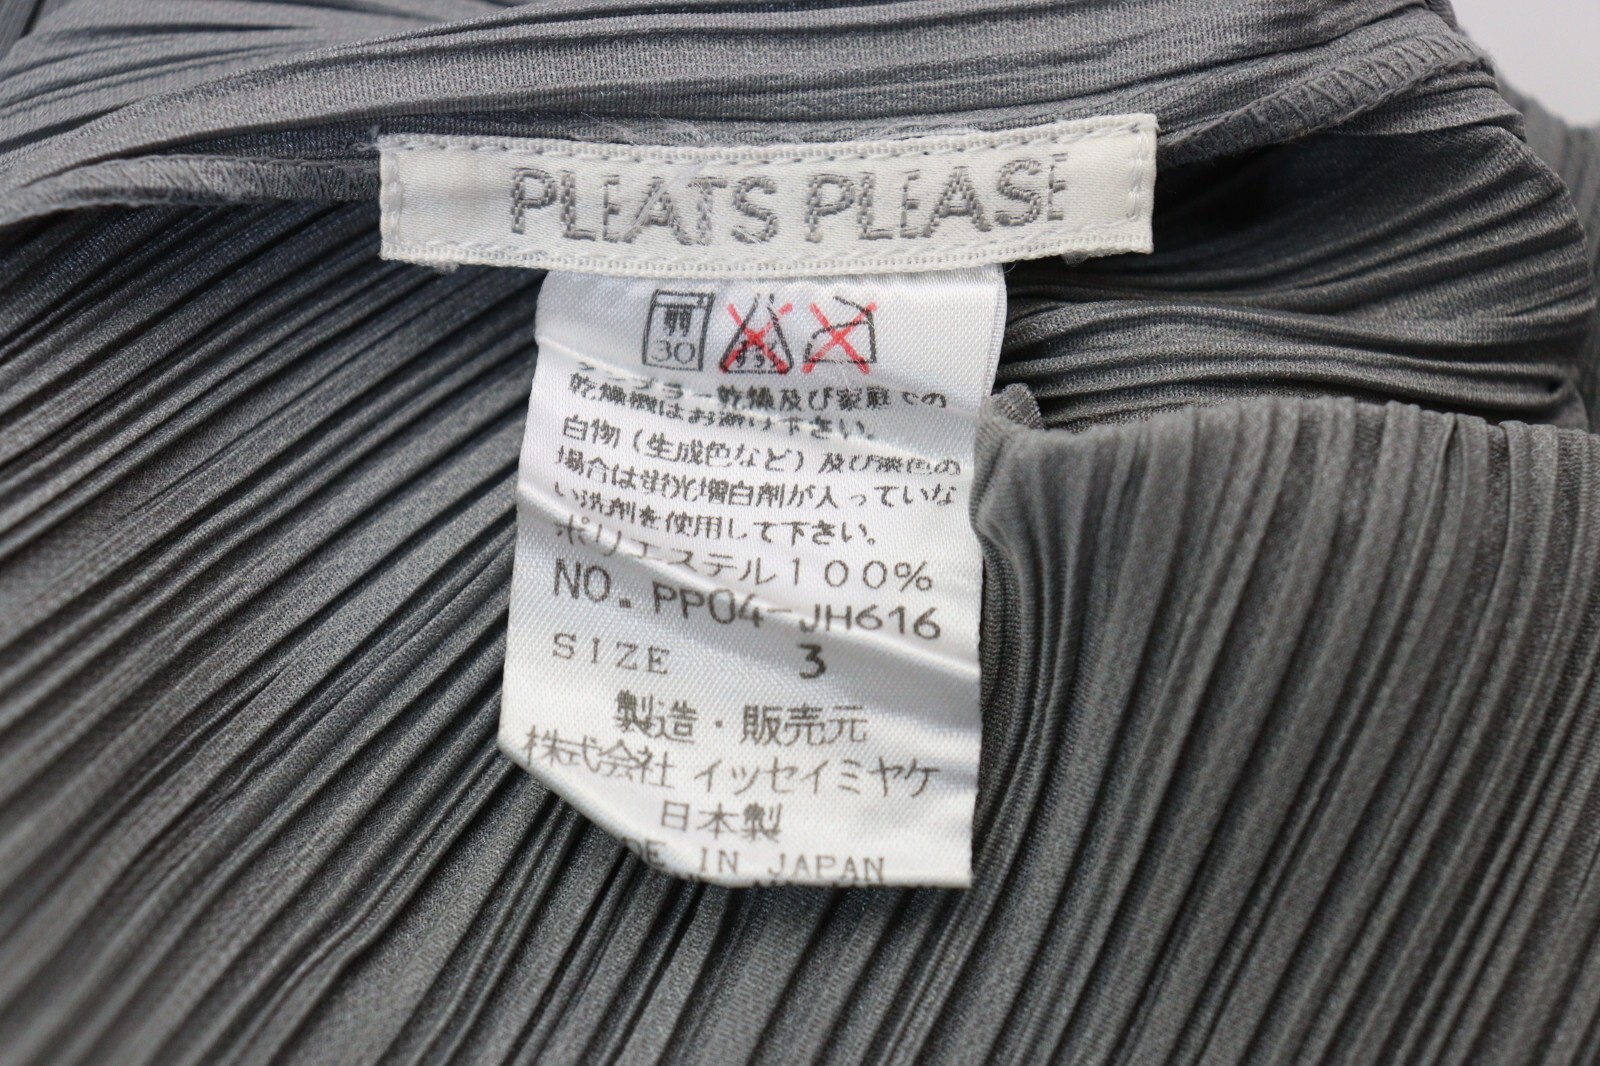 PLEATS PLEASE
30
タンブラー乾燥及び家庭での
乾燥機はお避け下さい。
白物(生成色など)及び淡色の
場合は蛍光増白剤が入っていな
い洗剤を使用して下さい。
ポリエステル100%
NO. PP04-JH616
SIZE 3
製造・販売元
株式会社 イッセイミヤケ
日本製
DE IN JAPAN